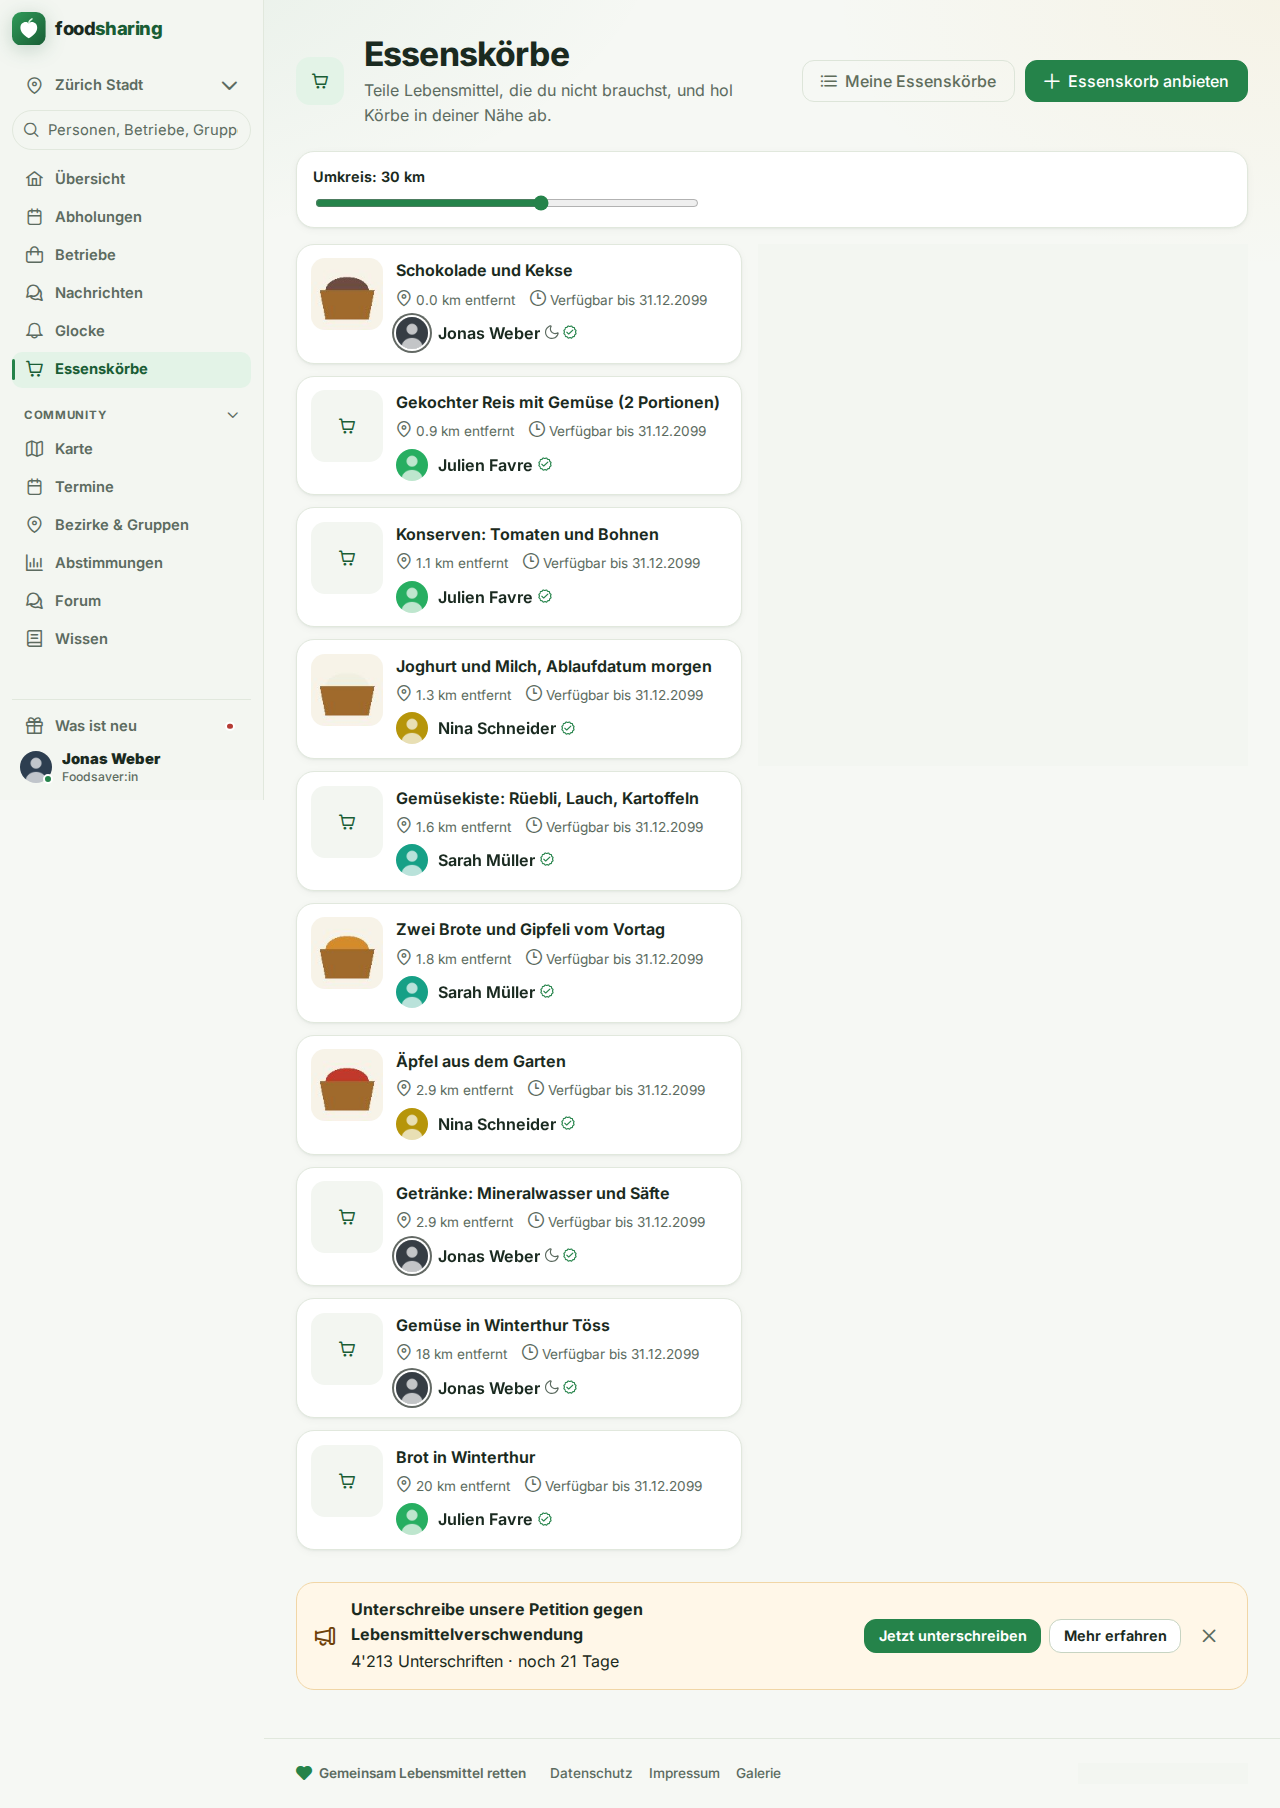 foodsharing
Zürich Stadt
Personen, Betriebe, Grupp
Übersicht
Abholungen
Betriebe
Nachrichten
Glocke
Essenskörbe
COMMUNITY
Karte
Termine
Bezirke & Gruppen
Abstimmungen
Forum
Wissen
Was ist neu
Jonas Weber
Foodsaver:in
Essenskörbe
Teile Lebensmittel, die du nicht brauchst, und hol
Körbe in deiner Nähe ab.
Meine Essenskörbe
Essenskorb anbieten
Umkreis: 30 km
Schokolade und Kekse
0.0 km entfernt Verfügbar bis 31.12.2099
Jonas Weber
Gekochter Reis mit Gemüse (2 Portionen)
0.9 km entfernt Verfügbar bis 31.12.2099
Julien Favre
Konserven: Tomaten und Bohnen
1.1 km entfernt Verfügbar bis 31.12.2099
Julien Favre
Joghurt und Milch, Ablaufdatum morgen
1.3 km entfernt Verfügbar bis 31.12.2099
Nina Schneider
Gemüsekiste: Rüebli, Lauch, Kartoffeln
1.6 km entfernt Verfügbar bis 31.12.2099
Sarah Müller
Zwei Brote und Gipfeli vom Vortag
1.8 km entfernt Verfügbar bis 31.12.2099
Sarah Müller
Äpfel aus dem Garten
2.9 km entfernt Verfügbar bis 31.12.2099
Nina Schneider
Getränke: Mineralwasser und Säfte
2.9 km entfernt Verfügbar bis 31.12.2099
Jonas Weber
Gemüse in Winterthur Töss
18 km entfernt Verfügbar bis 31.12.2099
Jonas Weber
Brot in Winterthur
20 km entfernt Verfügbar bis 31.12.2099
Julien Favre
Unterschreibe unsere Petition gegen
Lebensmittelverschwendung
4'213 Unterschriften · noch 21 Tage
Jetzt unterschreiben
Mehr erfahren
Gemeinsam Lebensmittel retten
Datenschutz
Impressum
Galerie